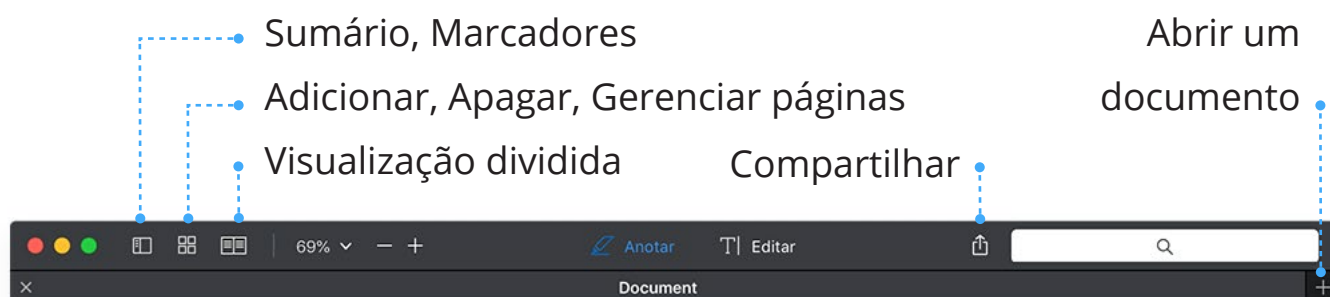 Sumário, Marcadores
Abrir um
Adicionar, Apagar, Gerenciar páginas
documento
Visualização dividida
Compartilhar
69%
Anotar
T| Editar
Document